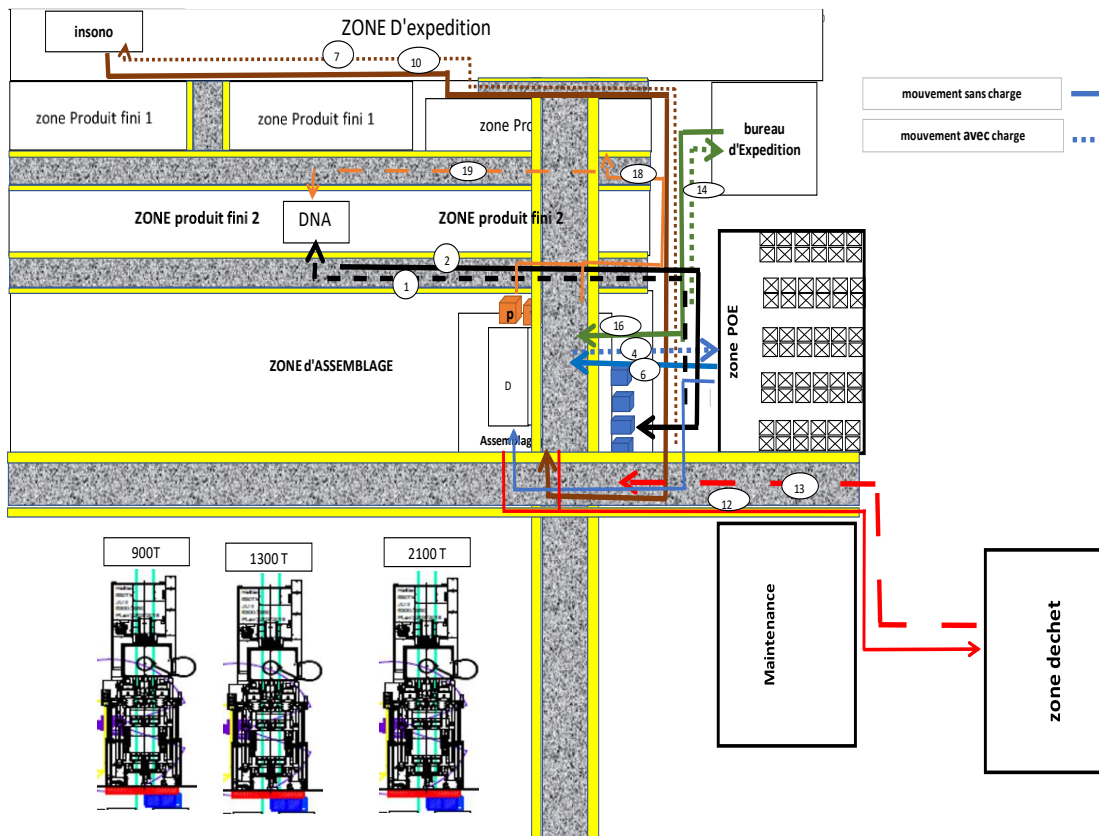 ZONE D'expedition
insono
7
10
mouvement sans charge
mouvement avec charge
zone Produit fini 1
zone Produit fini 1
zone Pro
bureau
d'Expedition
19
18
14
ZONE produit fini 2
DNA
ZONE produit fini 2
2
1
p
16
4
6
zone POE
ZONE d'ASSEMBLAGE
D
Assemblag
13
12
900T
1300 T
2100 T
Maintenance
zone dechet